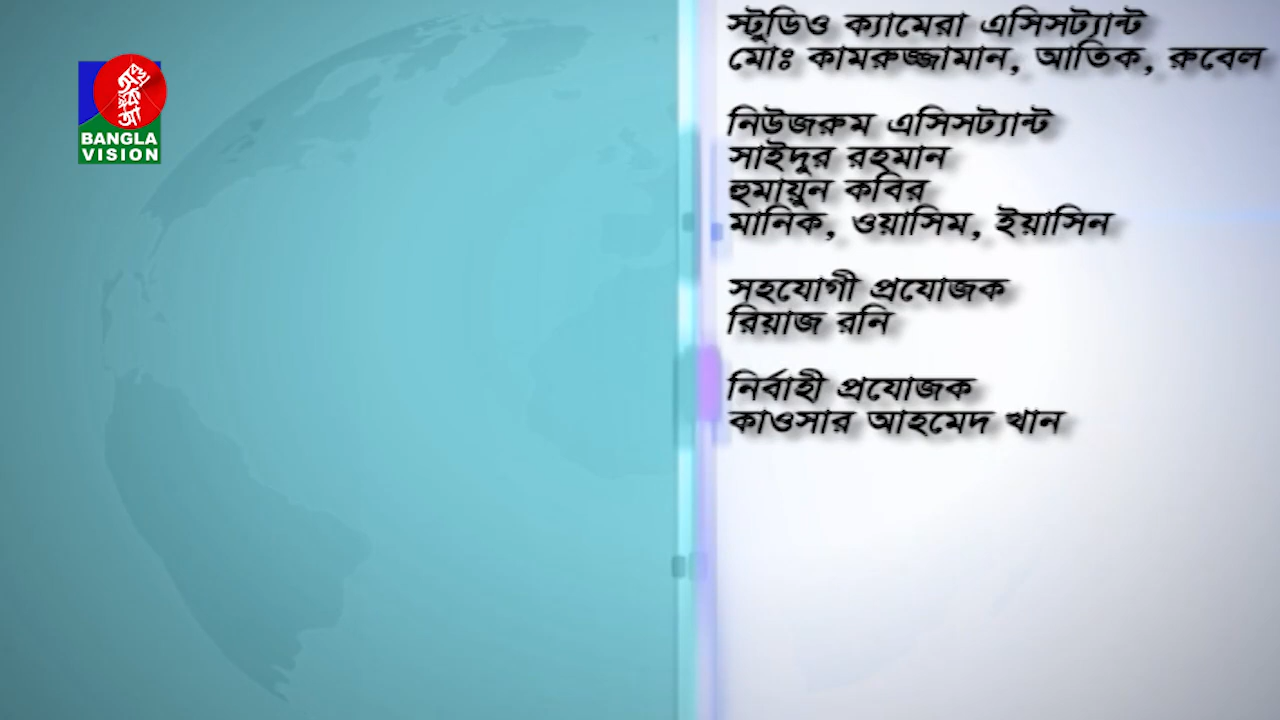 BANGLA
VISION
স্টুডিও ক্যামেরা এসিসট্যান্ট
মোঃ কামরুজ্জামান, আতিক, রুবেল
নিউজরুম এসিসট্যান্ট
সাইদুর রহমান
হুমায়ুন কবির
মানিক, ওয়াসিম, ইয়াসিন
সহযোগী প্রযোজক
রিয়াজ রনি
নির্বাহী প্রযোজক
কাওসার আহমেদ খান